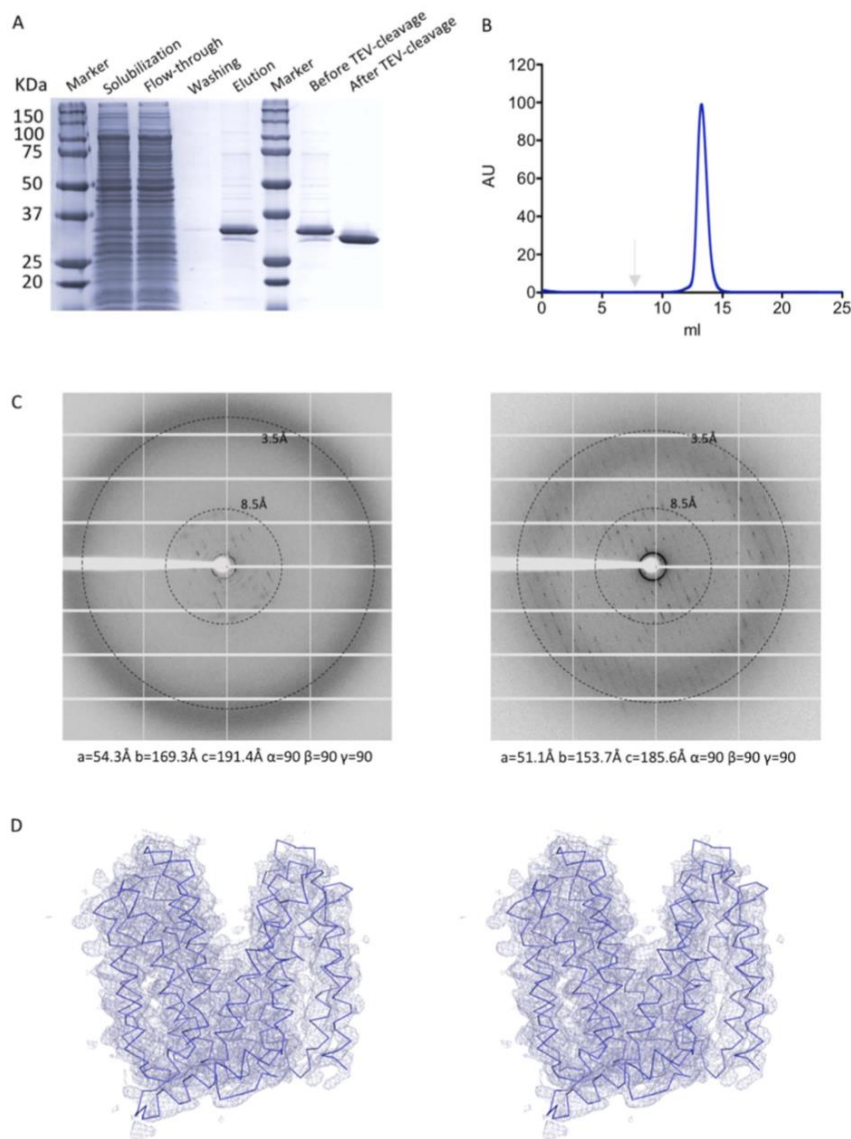 A
KDa
Marker
Solubilization
Flow-through
Washing
Elution
Marker
Before TEV-cleavage
After TEV-cleavage
150
100
75
50
37
25
20
B
120
100
80
60
40
20
0
AU
0 5 10 15 20 25
ml
C
3.5Å
8.5Å
a=54.3Å b=169.3Å c=191.4Å α=90 β=90 γ=90
3.5Å
8.5Å
a=51.1Å b=153.7Å c=185.6Å α=90 β=90 γ=90
D